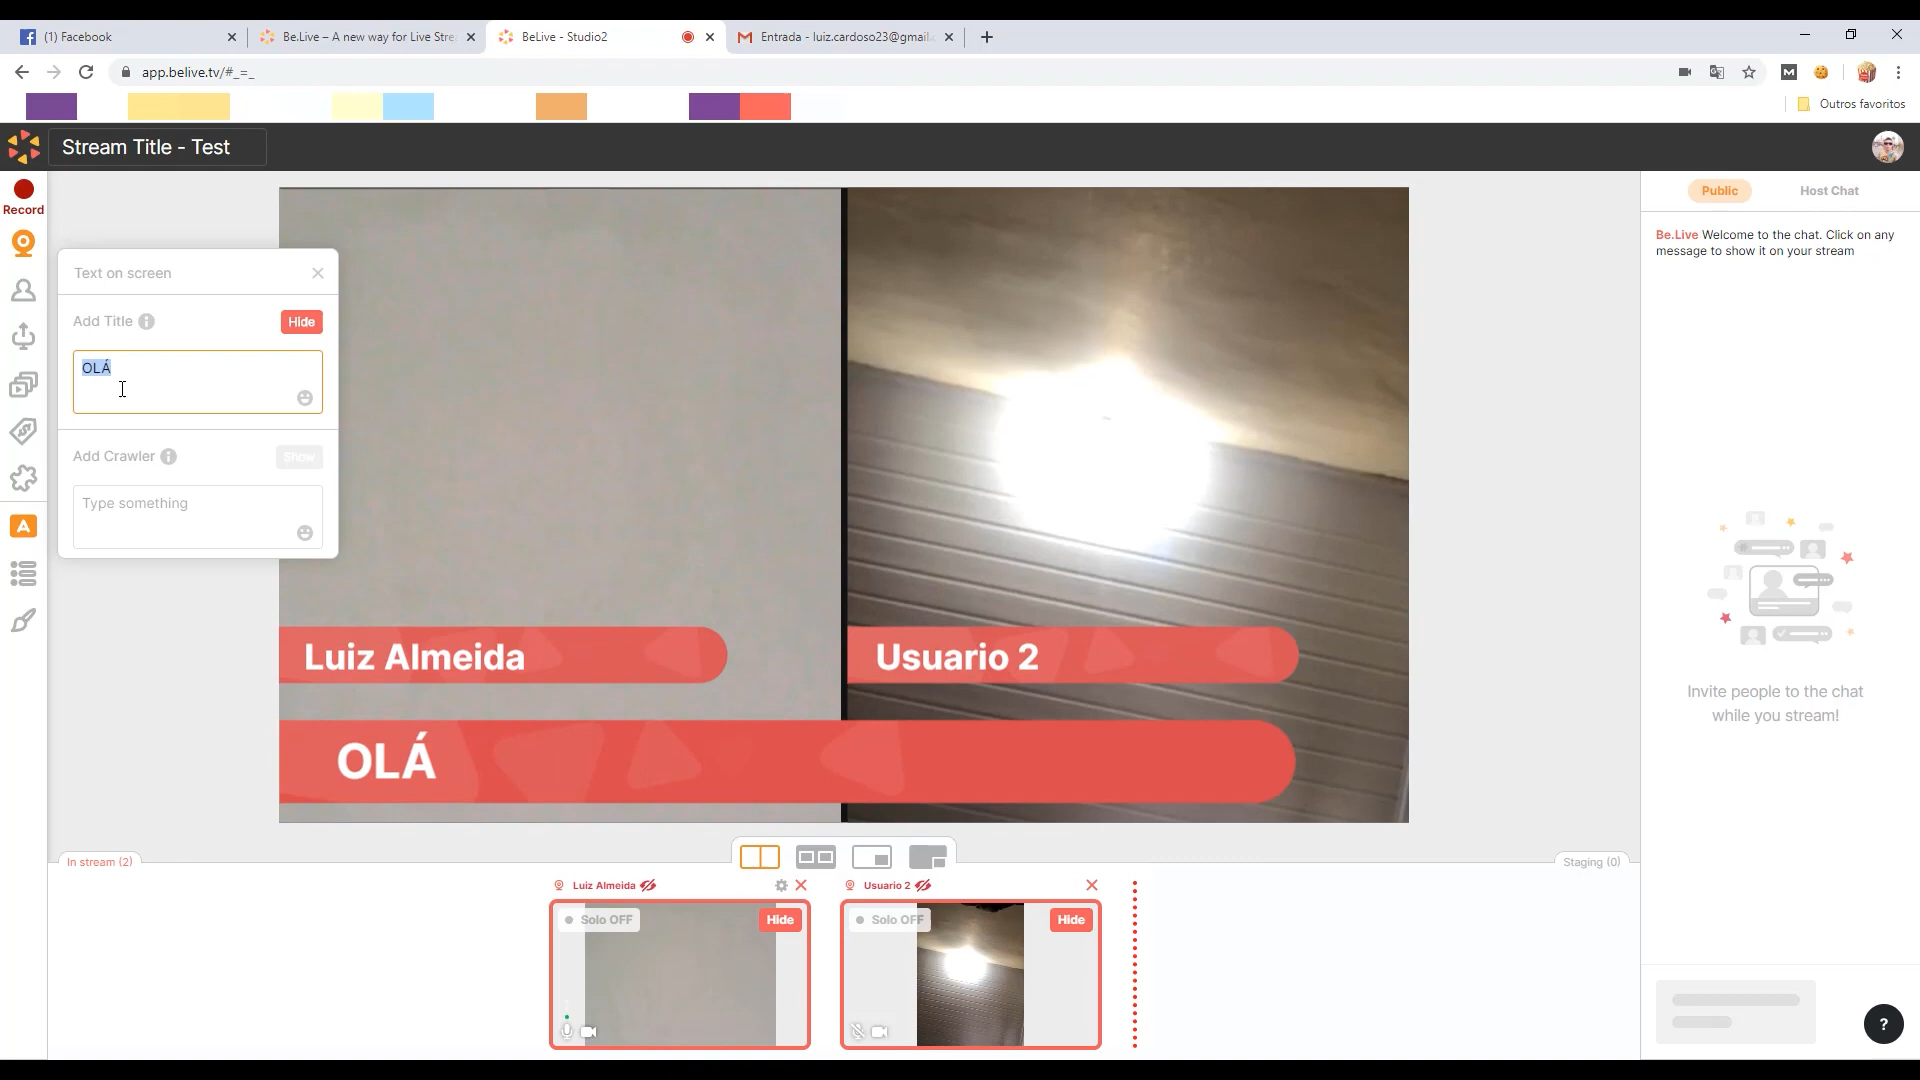 (1) Facebook
Be.Live – A new way for Live Stre
BeLive - Studio2
Entrada - luiz.cardoso23@gmail.
app.belive.tv/#_=_
Outros favoritos
Stream Title - Test
Record
Public
Host Chat
Be.Live Welcome to the chat. Click on any
message to show it on your stream
Text on screen
Add Title
Hide
OLÁ
Add Crawler
Show
Type something
Luiz Almeida
Usuario 2
OLÁ
Invite people to the chat
while you stream!
In stream (2)
Staging (0)
Luiz Almeida
Usuario 2
Solo OFF
Hide
Solo OFF
Hide
?